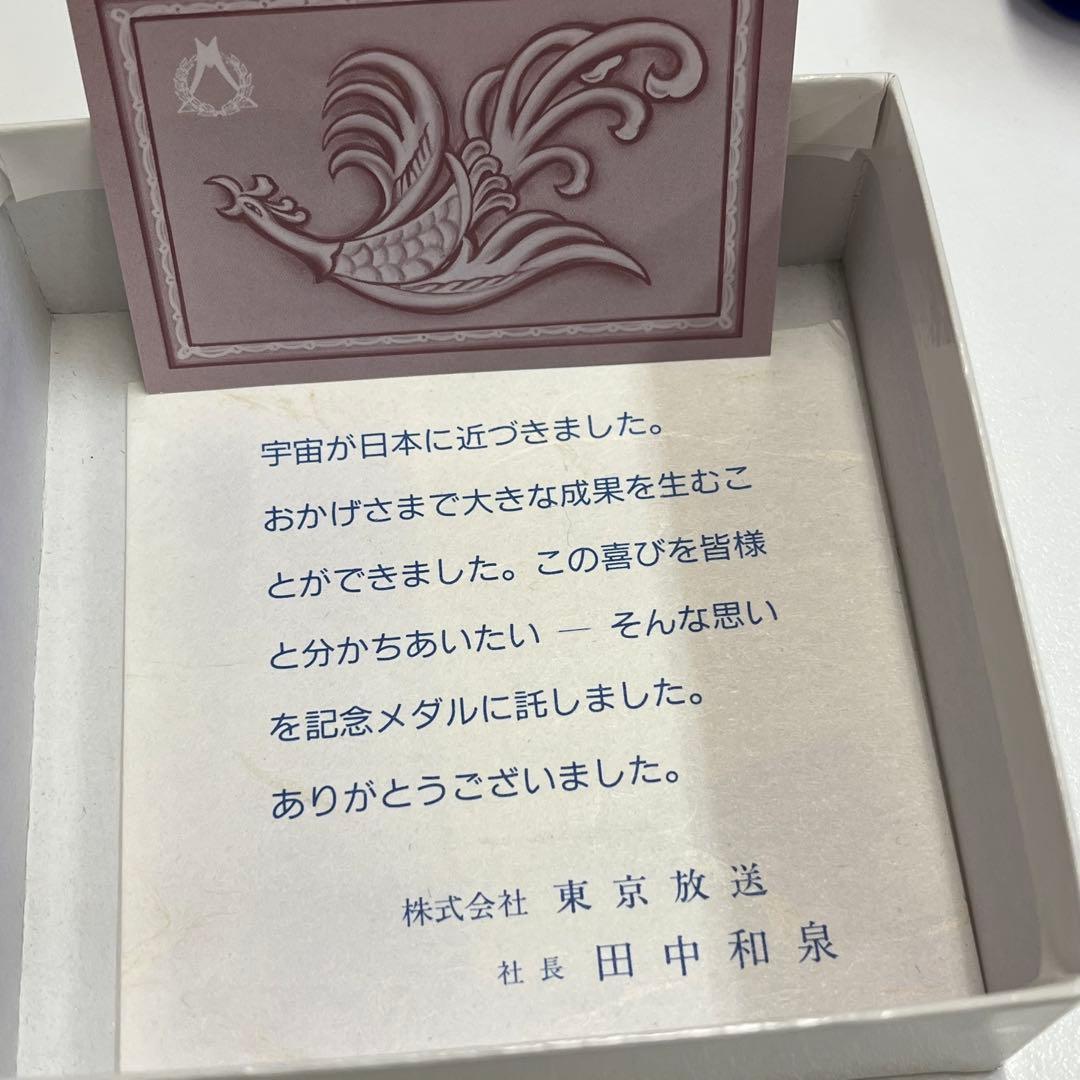 宇宙が日本に近づきました。
おかげさまで大きな成果を生むこ
とができました。この喜びを皆様
と分かちあいたい ― そんな思い
を記念メダルに託しました。
ありがとうございました。
株式会社 東京放送
社長 田中和泉